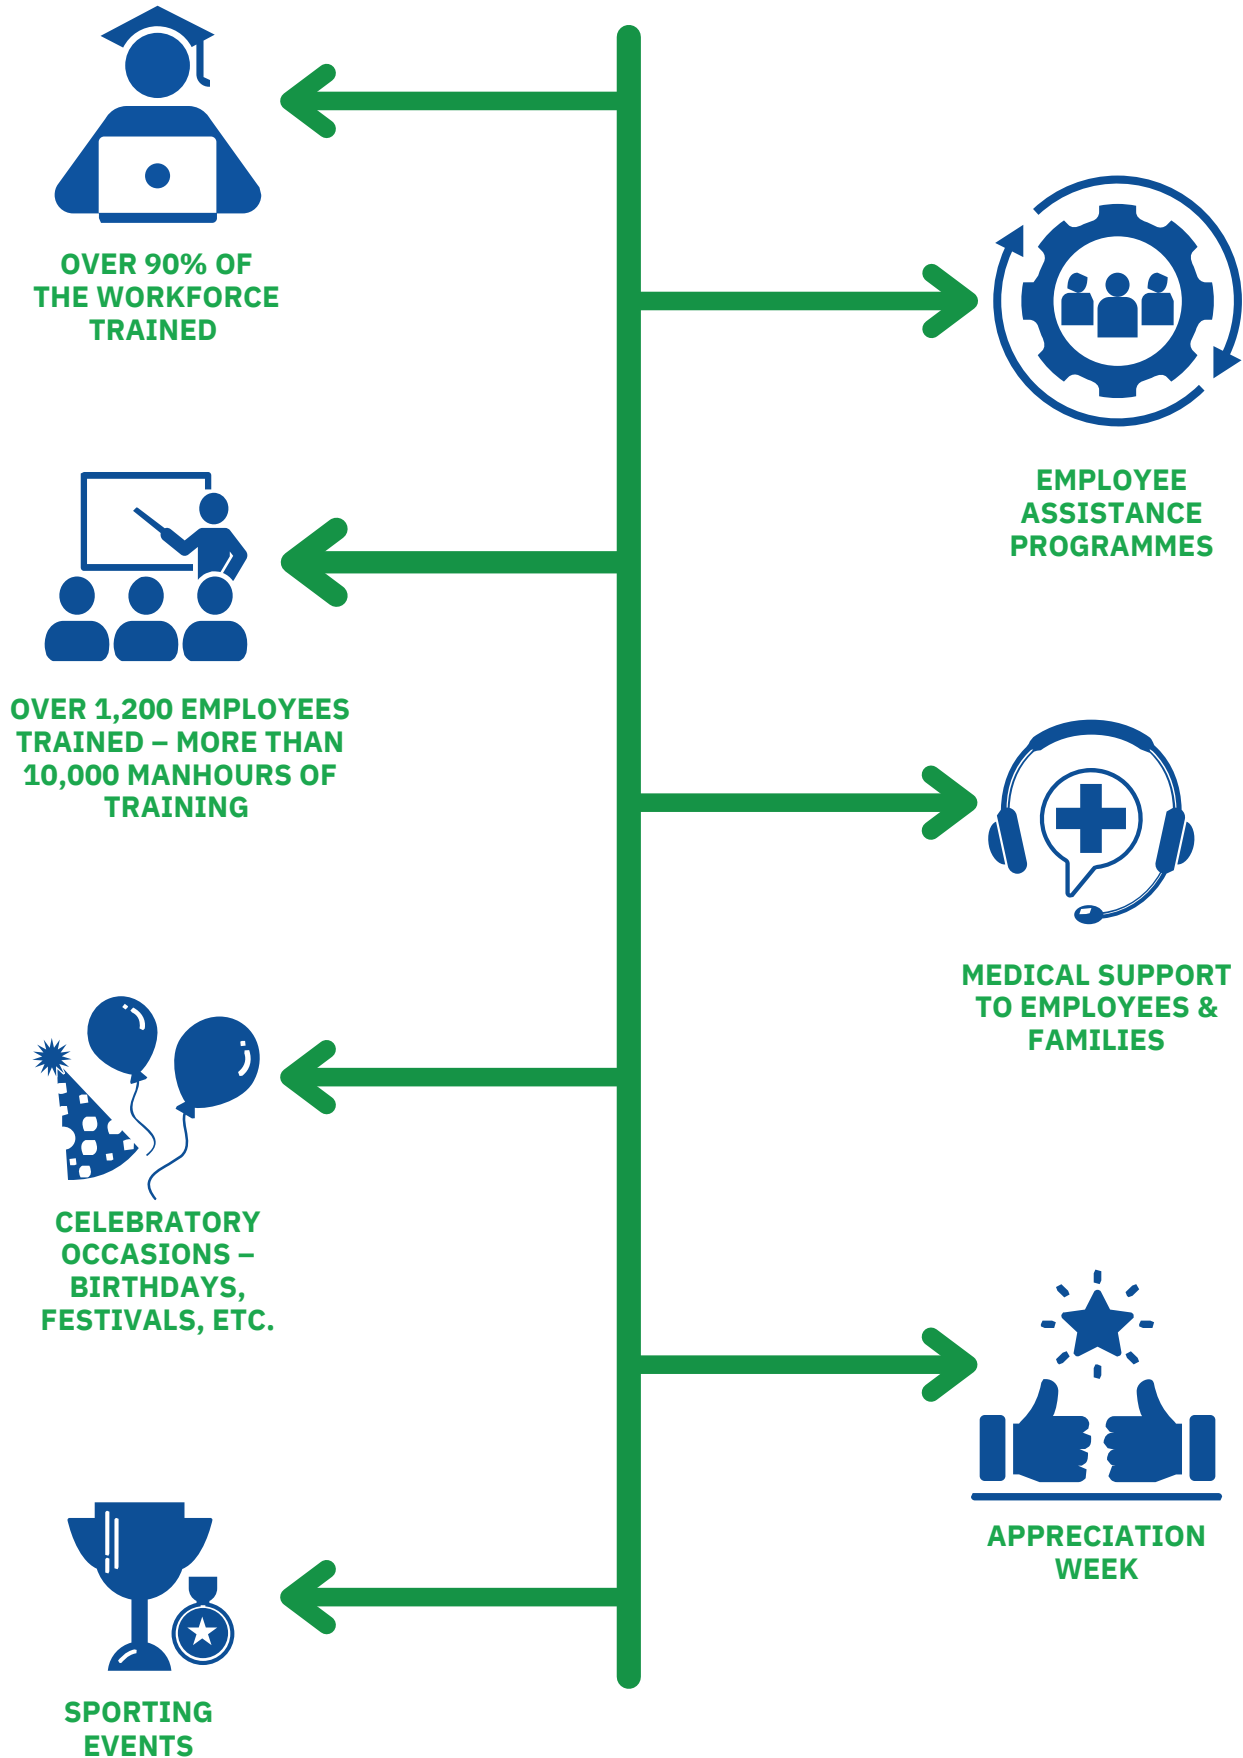 OVER 90% OF
THE WORKFORCE
TRAINED
EMPLOYEE
ASSISTANCE
PROGRAMMES
OVER 1,200 EMPLOYEES
TRAINED – MORE THAN
10,000 MANHOURS OF
TRAINING
MEDICAL SUPPORT
TO EMPLOYEES &
FAMILIES
CELEBRATORY
OCCASIONS –
BIRTHDAYS,
FESTIVALS, ETC.
APPRECIATION
WEEK
SPORTING
EVENTS